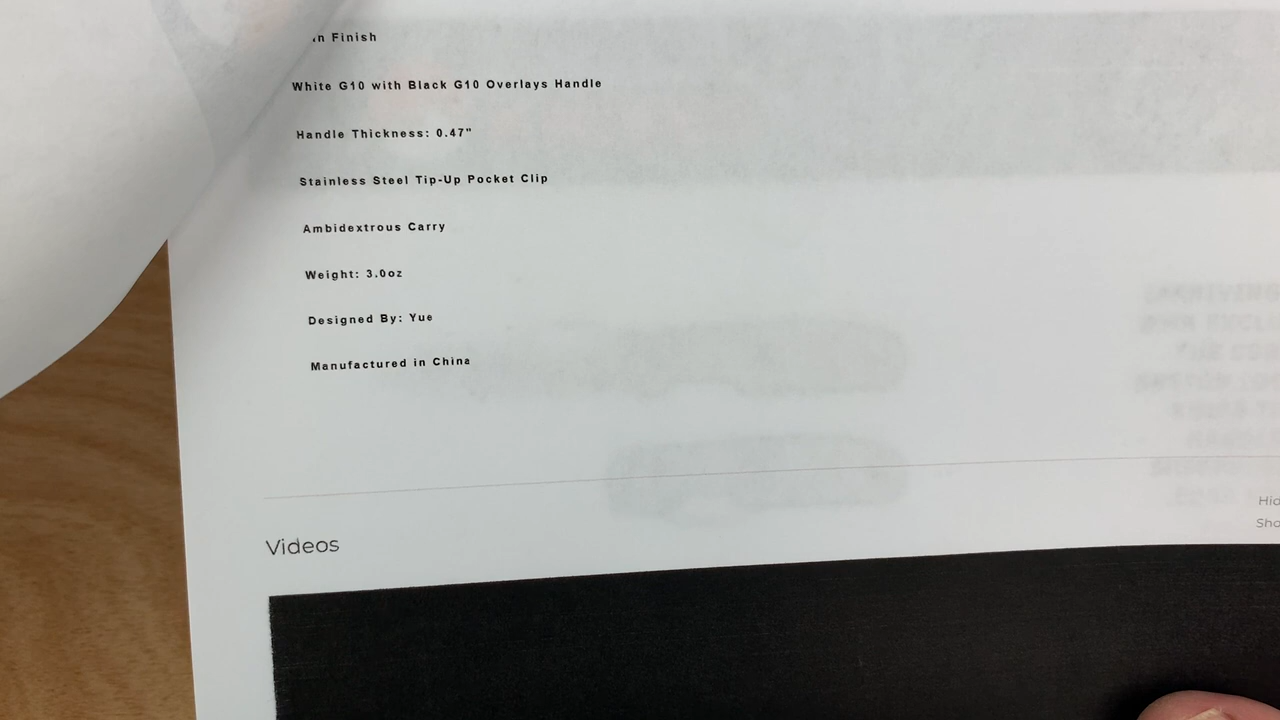 Finish
White G10 with Black G10 Overlays Handle
Handle Thickness: 0.47"
Stainless Steel Tip-Up Pocket Clip
Ambidextrous Carry
Weight: 3.0oz
Designed By: Yue
Manufactured in China
Videos